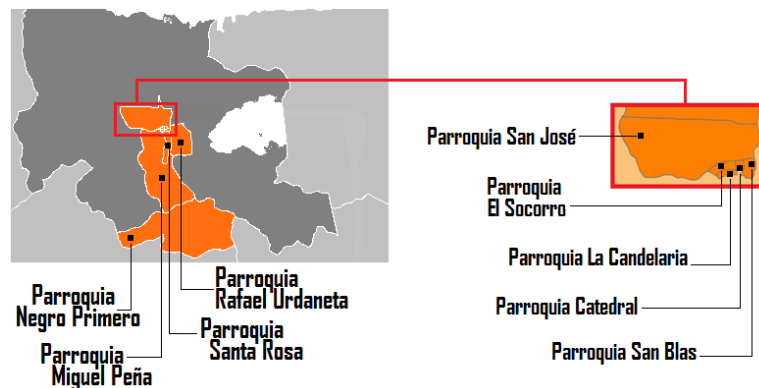 Parroquia San José
Parroquia
El Socorro
Parroquia La Candelaria
Parroquia Catedral
Parroquia San Blas
Parroquia
Rafael Urdaneta
Parroquia
Santa Rosa
Parroquia
Negro Primero
Parroquia
Miguel Peña